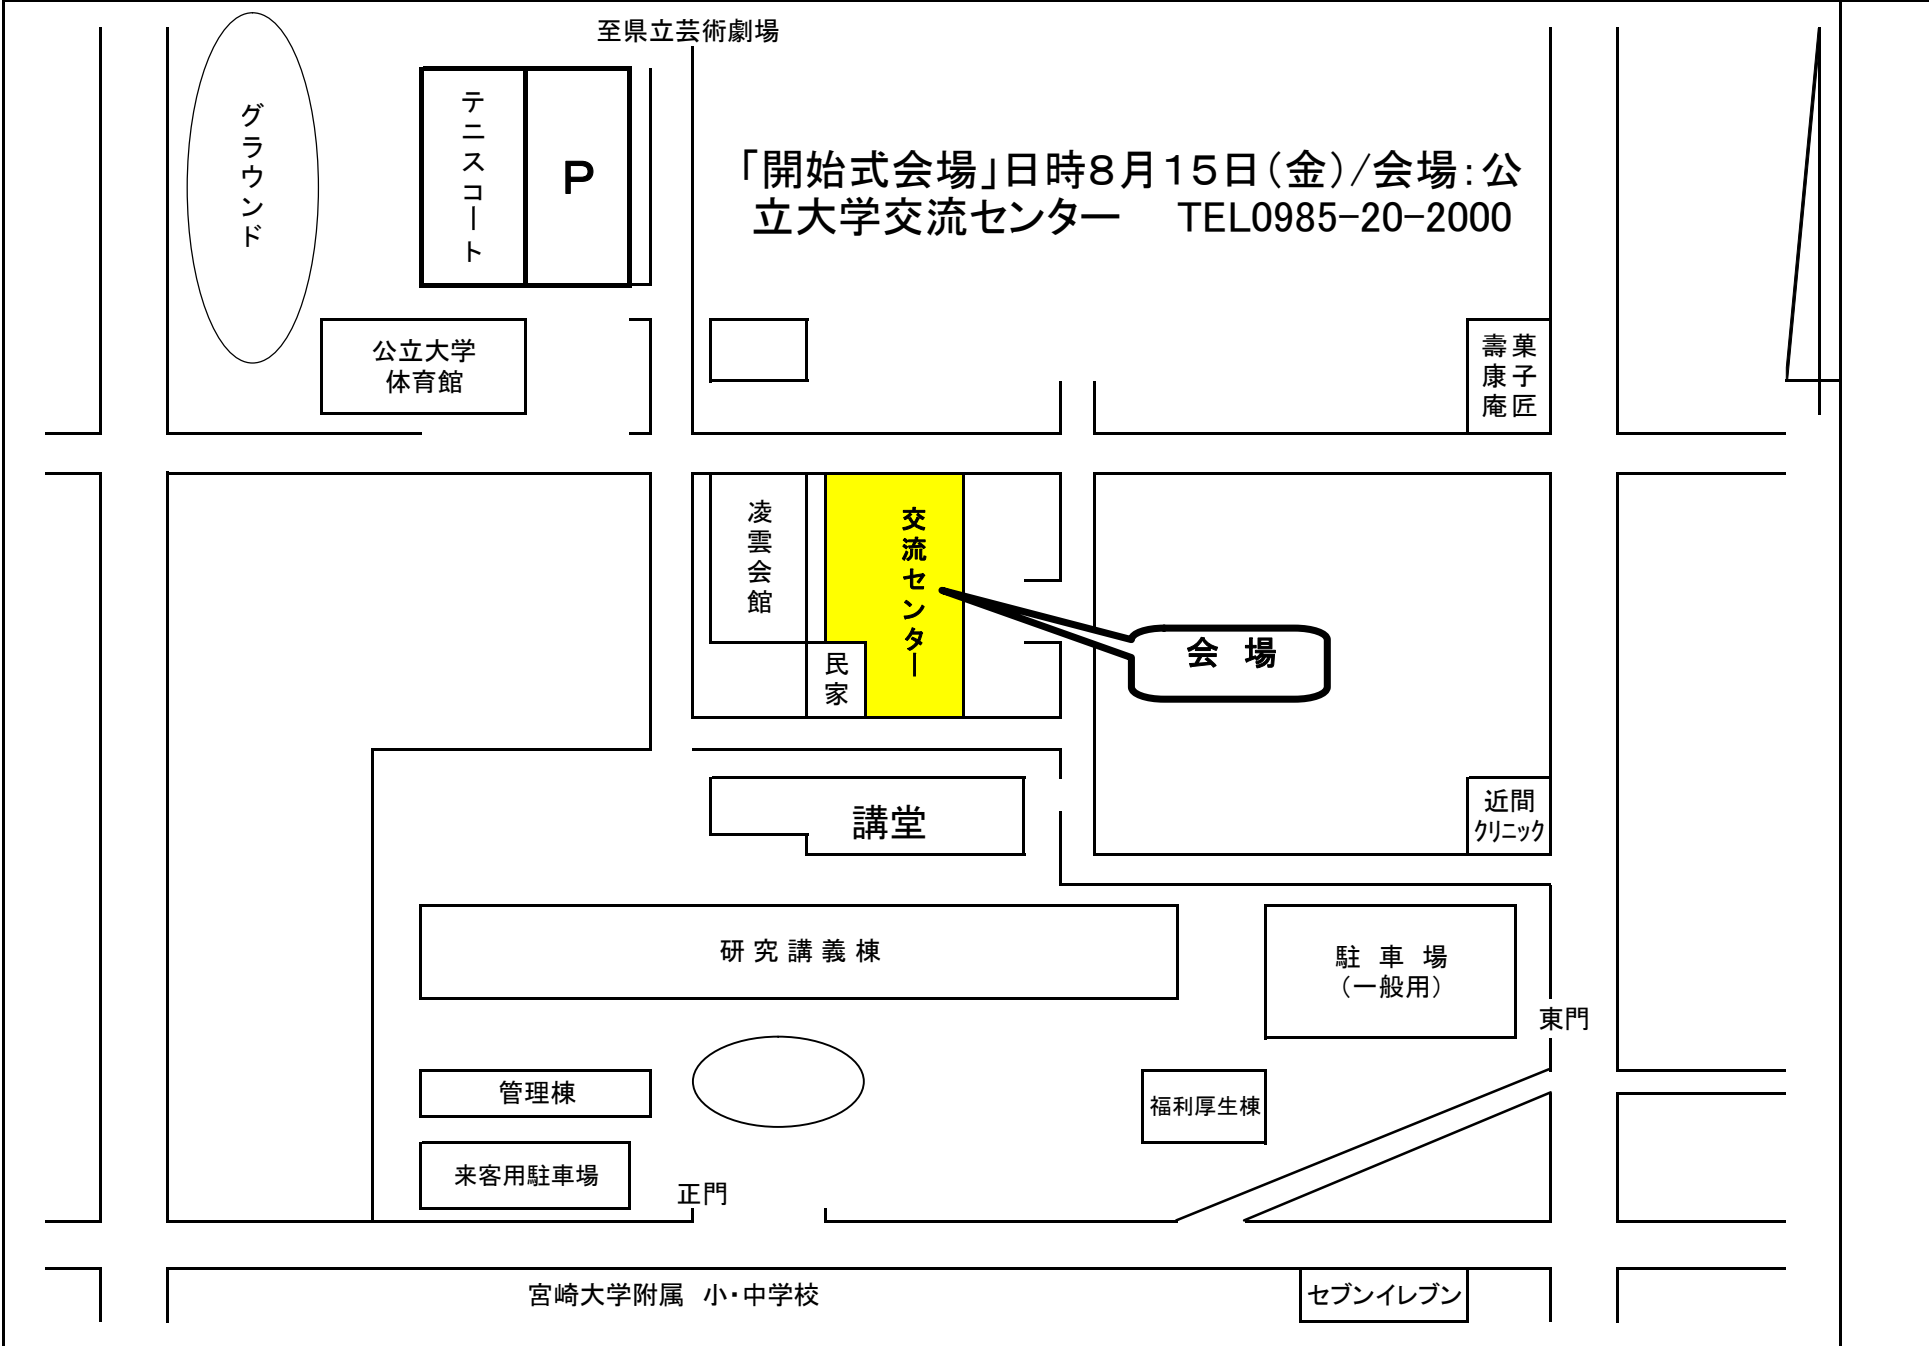 至県立芸術劇場
グラウンド
テニスコート
P
「開始式会場」日時8月15日(金)/会場:公
立大学交流センター　TEL0985-20-2000
公立大学
体育館
菓子匠
壽康庵
凌雲会館
交流センター
民家
会　場
講堂
近間
クリニック
研究講義棟
駐　車　場
（一般用）
東門
管理棟
福利厚生棟
来客用駐車場
正門
宮崎大学附属　小・中学校
セブンイレブン